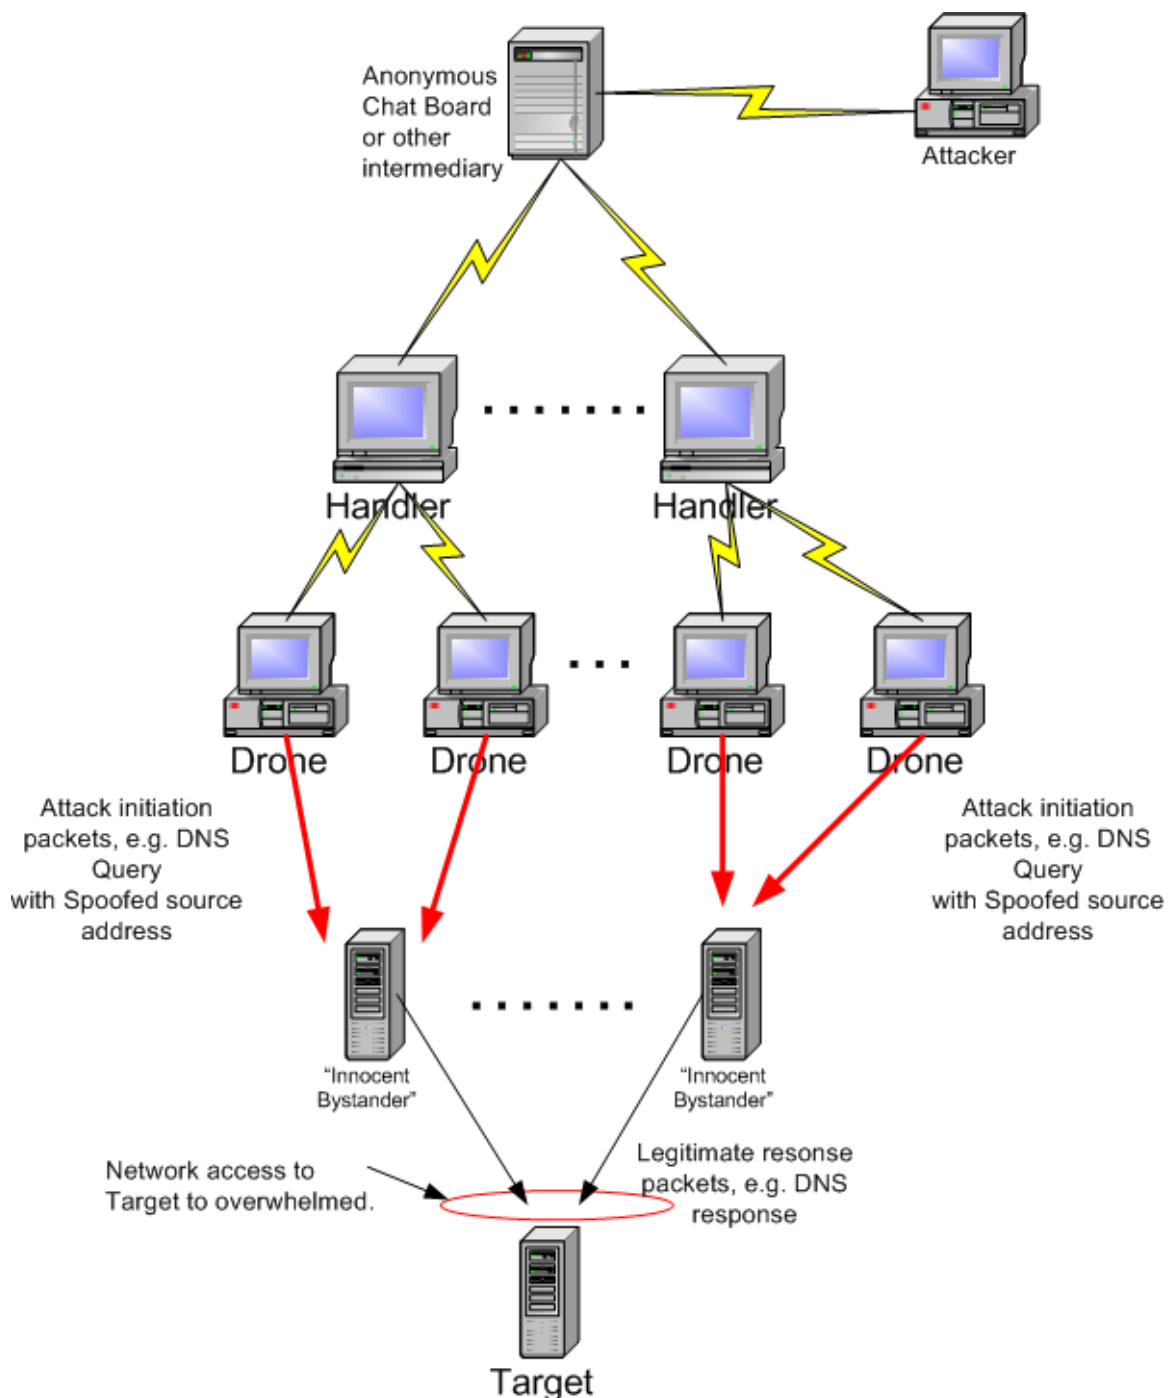 Anonymous
Chat Board
or other
intermediary
Attacker
Handler
Handler
Drone
Drone
Drone
Drone
Attack initiation
packets, e.g. DNS
Query
with Spoofed source
address
Attack initiation
packets, e.g. DNS
Query
with Spoofed source
address
“Innocent
Bystander”
“Innocent
Bystander”
Network access to
Target to overwhelmed.
Legitimate resonse
packets, e.g. DNS
response
Target